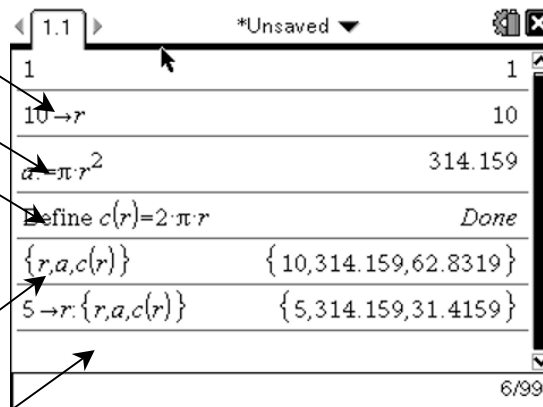 1.1 *Unsaved
1 1
10→r 10
a:=π·r² 314.159
Define c(r)=2·π·r Done
{r,a,c(r)} {10,314.159,62.8319}
5→r:{r,a,c(r)} {5,314.159,31.4159}
6/99